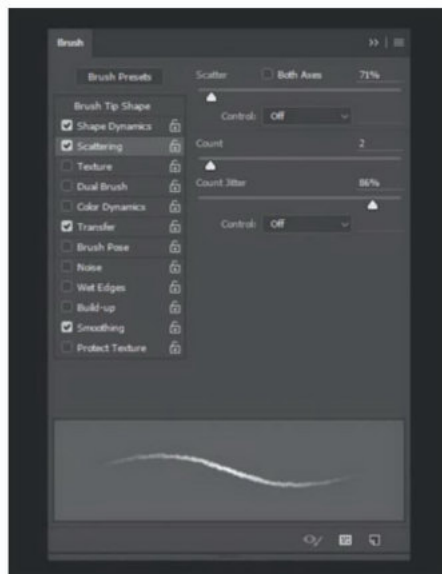 Brush
Brush Presets
Scatter Both Axes 71%
Brush Tip Shape
Control: Off
Shape Dynamics
Scattering
Count 2
Texture
Dual Brush
Count Jitter 86%
Color Dynamics
Transfer
Control: Off
Brush Pose
Noise
Wet Edges
Build-up
Smoothing
Protect Texture